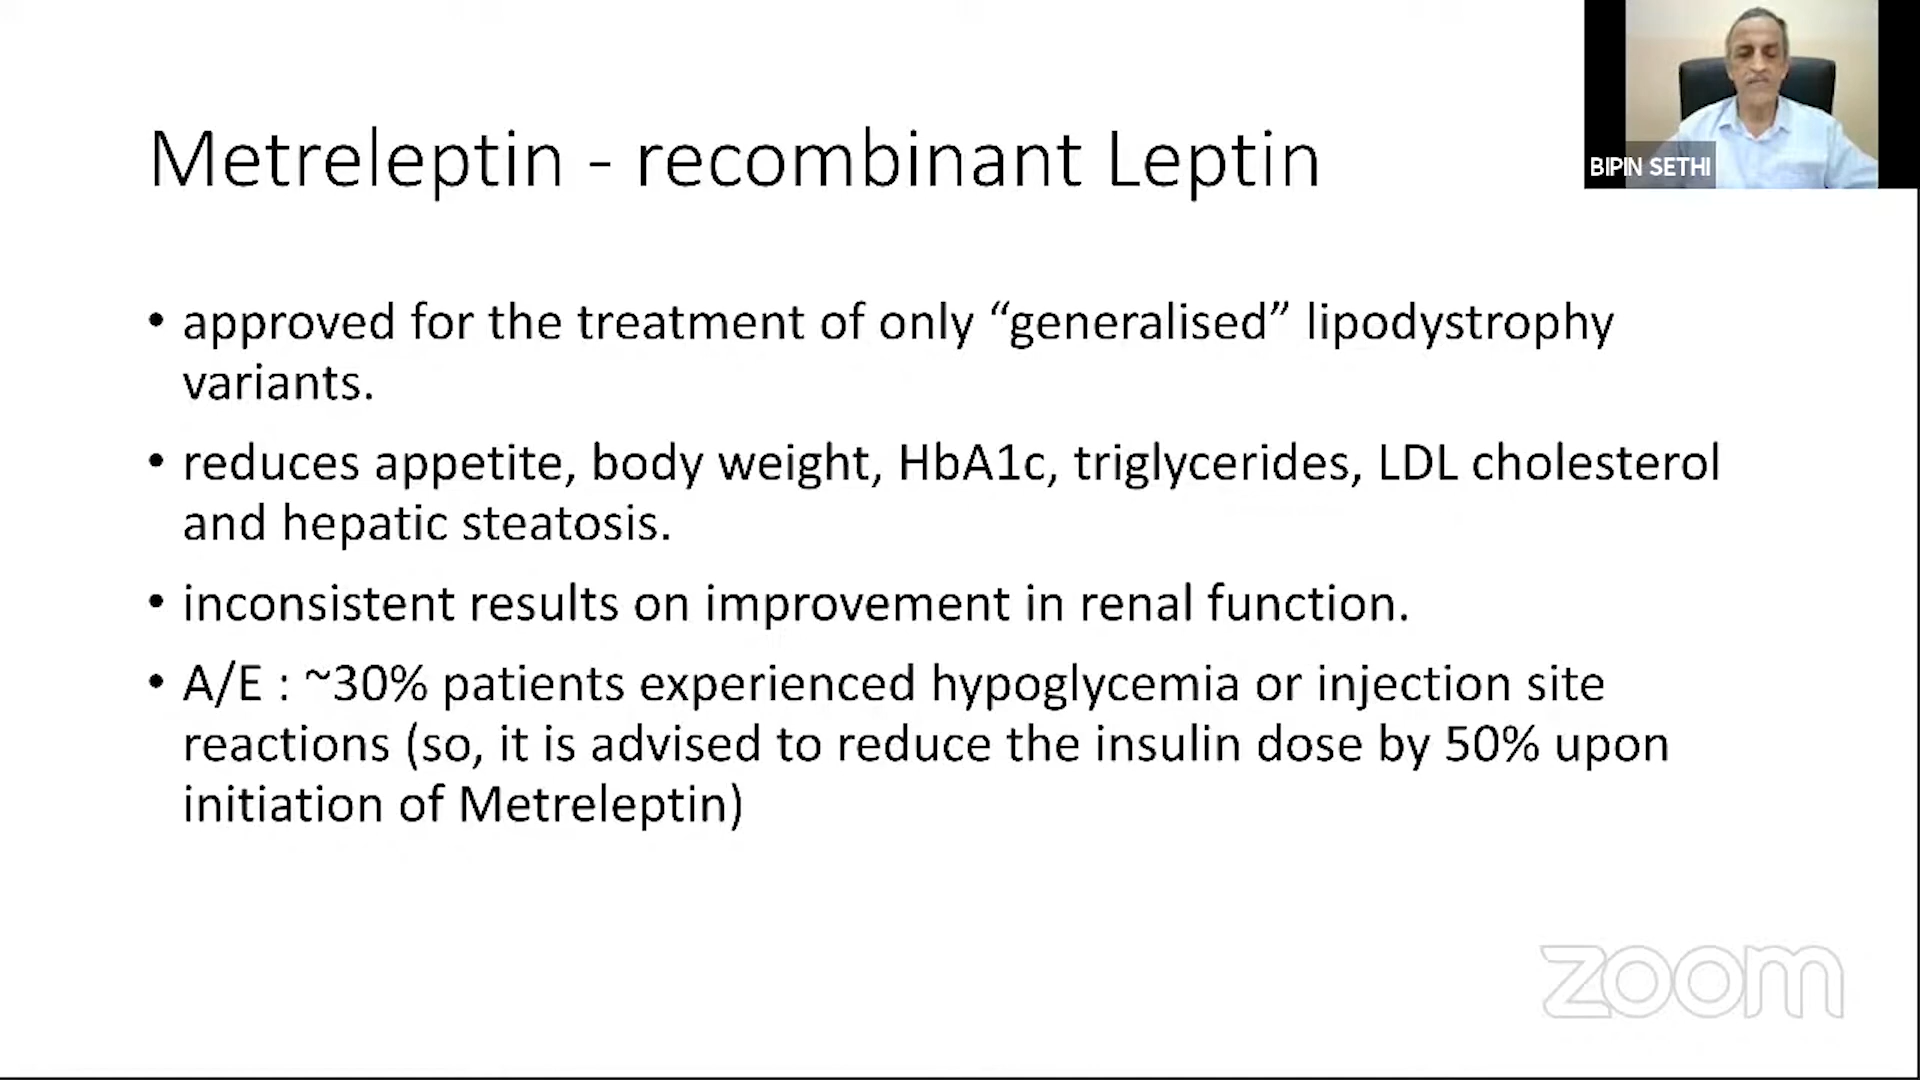 Metreleptin - recombinant Leptin
BIPIN SETHI
• approved for the treatment of only “generalised” lipodystrophy
variants.
• reduces appetite, body weight, HbA1c, triglycerides, LDL cholesterol
and hepatic steatosis.
• inconsistent results on improvement in renal function.
• A/E : ~30% patients experienced hypoglycemia or injection site
reactions (so, it is advised to reduce the insulin dose by 50% upon
initiation of Metreleptin)
zoom